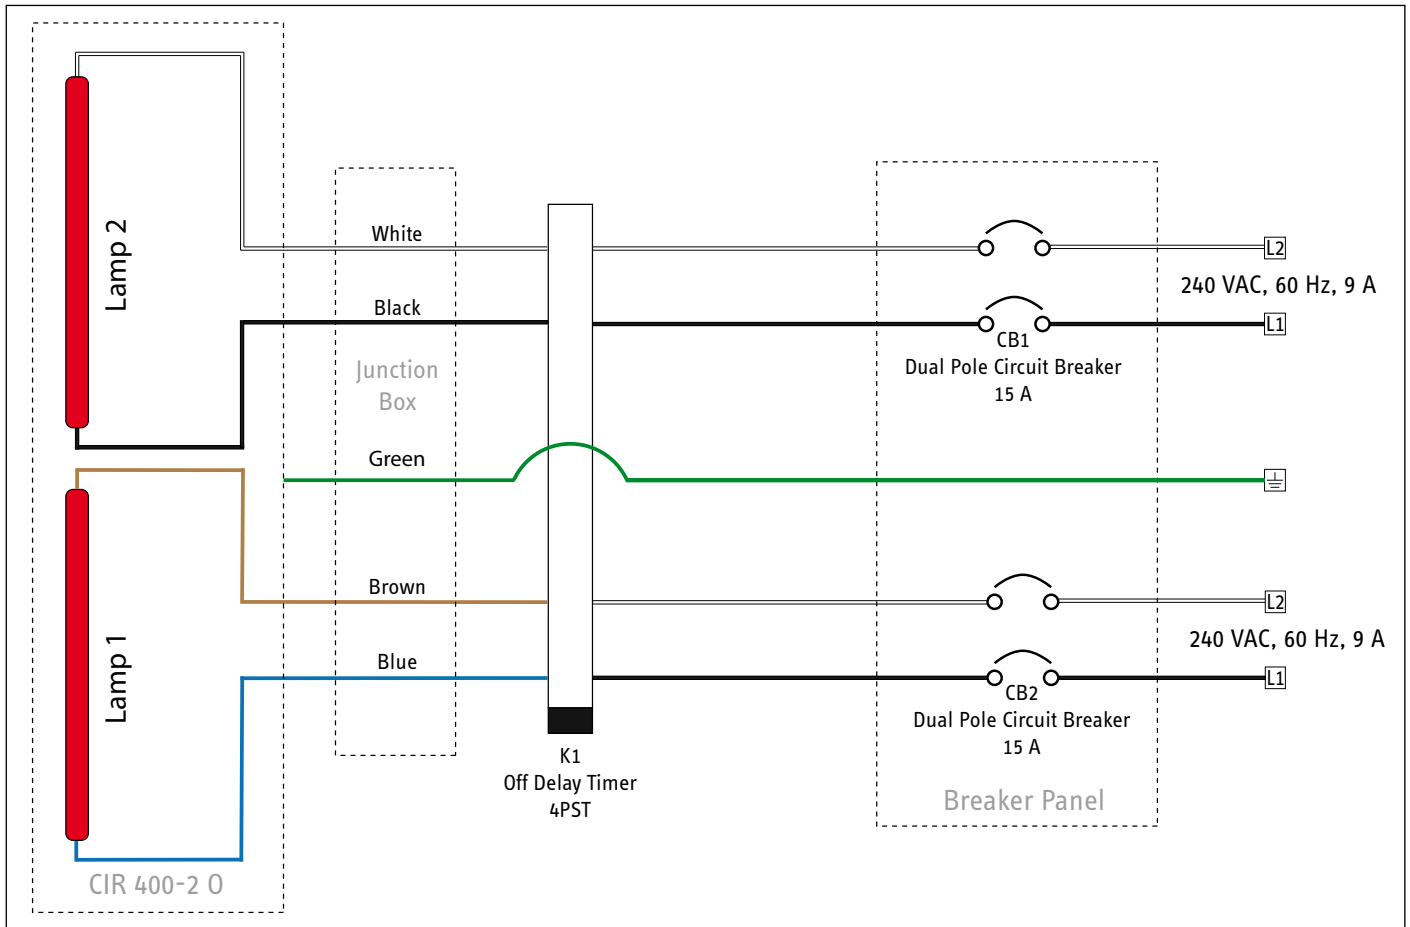 Lamp 2
White
L2
240 VAC, 60 Hz, 9 A
Black
L1
CB1
Dual Pole Circuit Breaker
15 A
Junction
Box
Green
Brown
L2
240 VAC, 60 Hz, 9 A
Lamp 1
Blue
L1
CB2
Dual Pole Circuit Breaker
15 A
K1
Off Delay Timer
4PST
Breaker Panel
CIR 400-2 O